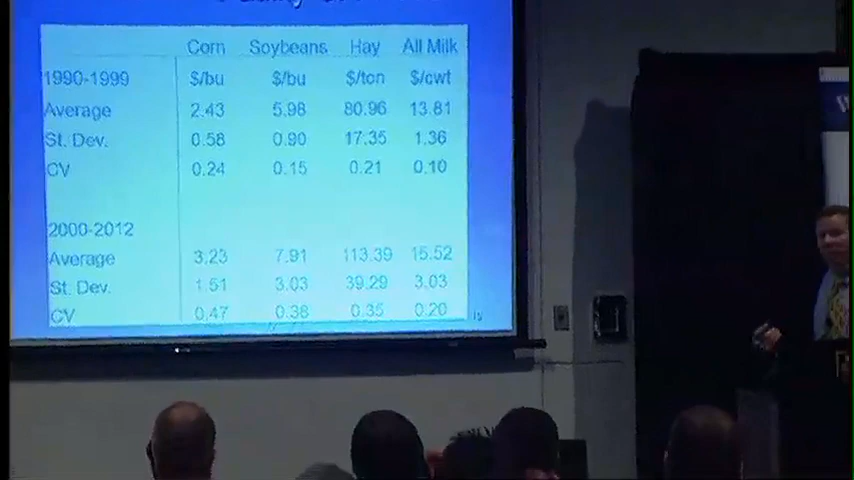 Corn Soybeans Hay All Milk
1990-1999 $/bu $/bu $/ton $/cwt
Average 2.43 5.98 80.96 13.81
St. Dev. 0.58 0.90 17.35 1.36
CV 0.24 0.15 0.21 0.10
2000-2012
Average 3.23 7.91 113.39 15.52
St. Dev. 1.51 3.03 39.29 3.03
CV 0.47 0.38 0.35 0.20